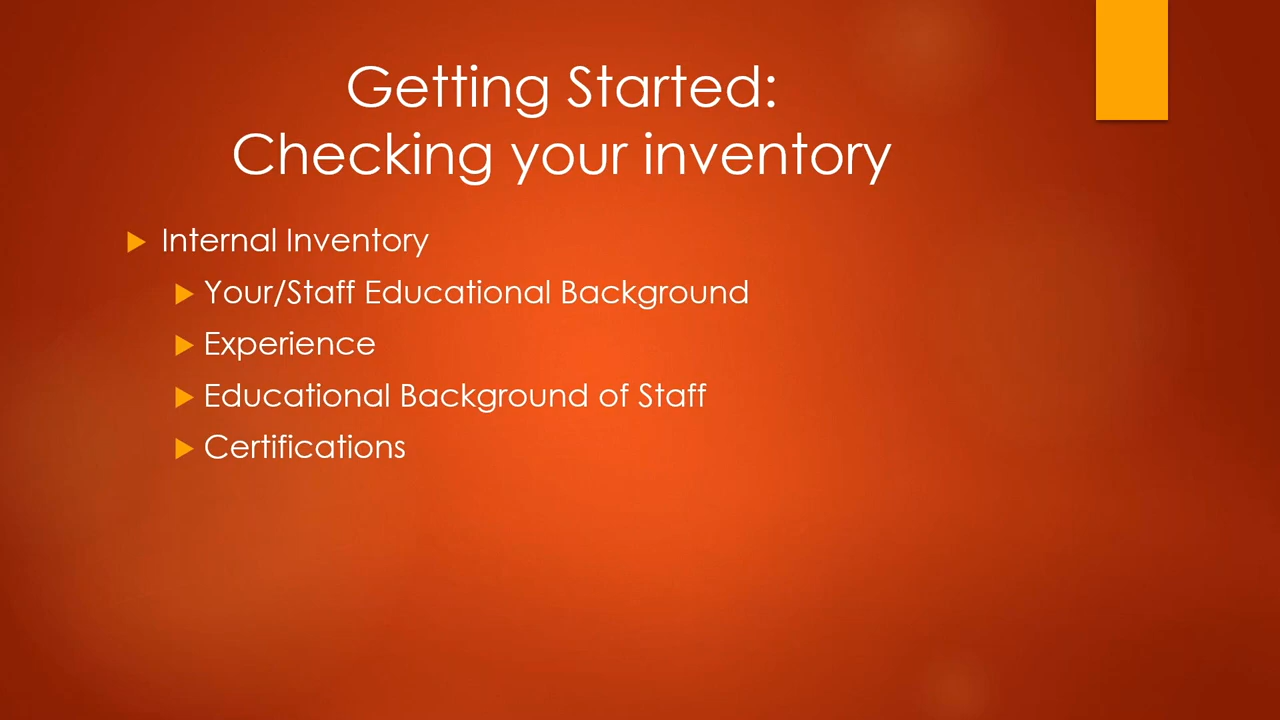 Getting Started:
Checking your inventory
Internal Inventory
Your/Staff Educational Background
Experience
Educational Background of Staff
Certifications